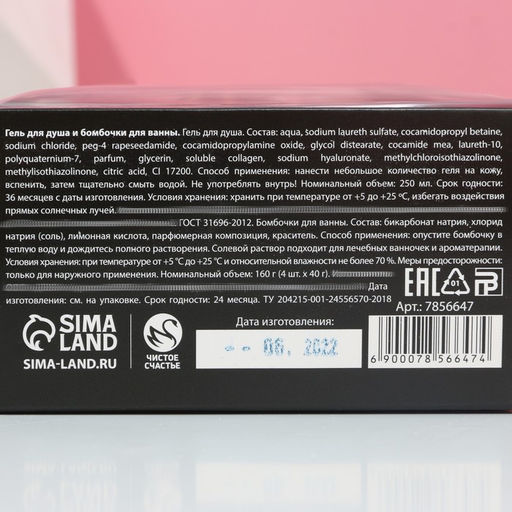 Гель для душа и бомбочки для ванны. Гель для душа. Состав: aqua, sodium laureth sulfate, cocamidopropyl betaine,
sodium chloride, peg-4 rapeseedamide, cocamidopropylamine oxide, glycol distearate, cocamide mea, laureth-10,
polyquaternium-7, parfum, glycerin, soluble collagen, sodium hyaluronate, methylchloroisothiazolinone,
methylisothiazolinone, citric acid, CI 17200. Способ применения: нанести небольшое количество геля на кожу,
вспенить, затем тщательно смыть водой. Не употреблять внутрь! Номинальный объем: 250 мл. Срок годности:
36 месяцев с даты изготовления. Условия хранения: хранить при температуре от +5 до +25 ºС, избегать воздействия
прямых солнечных лучей.
ГОСТ 31696-2012. Бомбочки для ванны. Состав: бикарбонат натрия, хлорид
натрия (соль), лимонная кислота, парфюмерная композиция, краситель. Способ применения: опустите бомбочку в
теплую воду и дождитесь полного растворения. Солевой раствор подходит для лечебных ванночек и ароматерапии.
Условия хранения: при температуре от +5 °С до +25 °С и относительной влажности не более 70 %. Меры предосторожности:
только для наружного применения. Номинальный объем: 160 г (4 шт. х 40 г).
Дата
изготовления: см. на упаковке. Срок годности: 24 месяца. ТУ 204215-001-24556570-2018
EAC 01
Арт.: 7856647
SIMA
LAND
SIMA-LAND.RU
ЧИСТОЕ
СЧАСТЬЕ
Дата изготовления:
-- 06. 2022
6 900078 566474